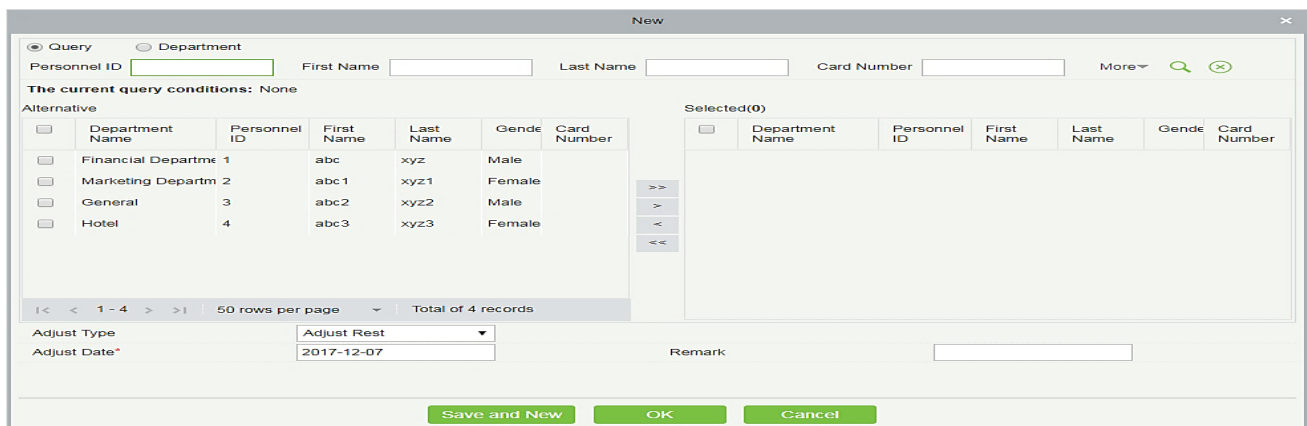 New
Query Department
Personnel ID First Name Last Name Card Number More
The current query conditions: None
Alternative Selected(0)
Department Name Personnel ID First Name Last Name Gende Card Number Department Name Personnel ID First Name Last Name Gende Card Number
Financial Departme 1 abc xyz Male
Marketing Departm 2 abc1 xyz1 Female
>>
General 3 abc2 xyz2 Male
>
Hotel 4 abc3 xyz3 Female
<
<<
|< < 1 - 4 > >| 50 rows per page Total of 4 records
Adjust Type Adjust Rest
Adjust Date* 2017-12-07 Remark
Save and New OK Cancel